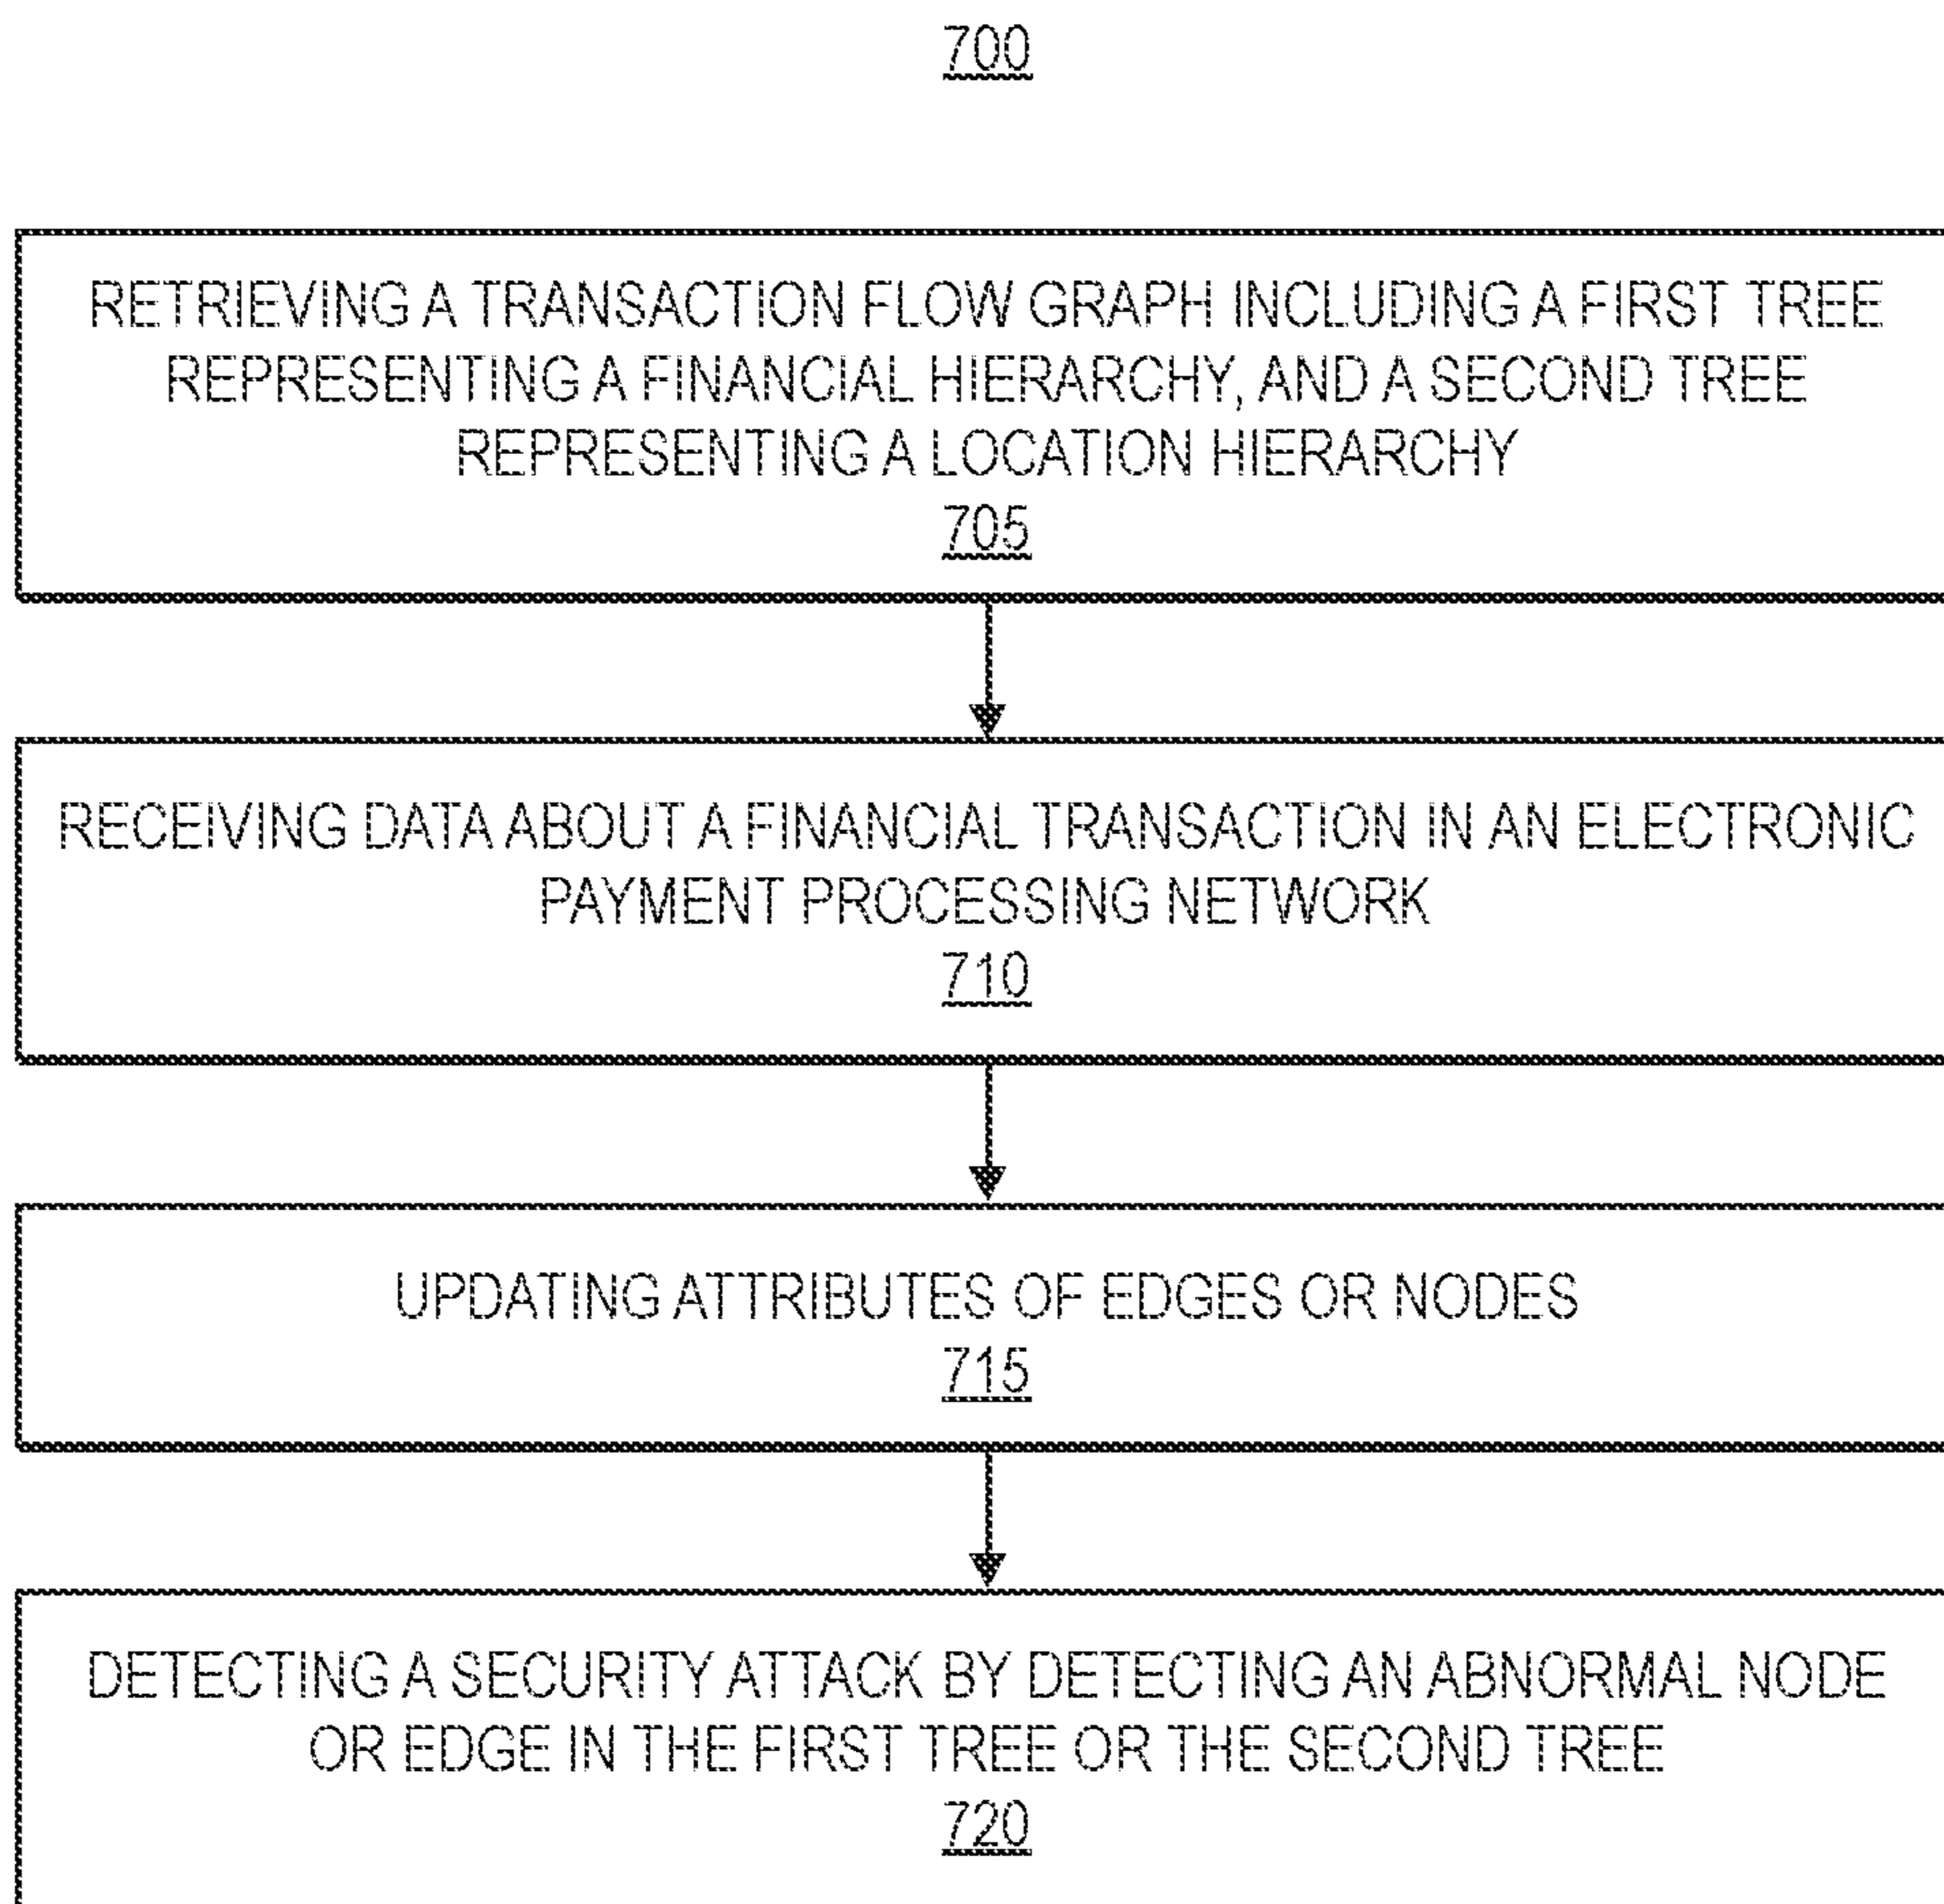 700
RETRIEVING A TRANSACTION FLOW GRAPH INCLUDING A FIRST TREE
REPRESENTING A FINANCIAL HIERARCHY, AND A SECOND TREE
REPRESENTING A LOCATION HIERARCHY
705
RECEIVING DATA ABOUT A FINANCIAL TRANSACTION IN AN ELECTRONIC
PAYMENT PROCESSING NETWORK
710
UPDATING ATTRIBUTES OF EDGES OR NODES
715
DETECTING A SECURITY ATTACK BY DETECTING AN ABNORMAL NODE
OR EDGE IN THE FIRST TREE OR THE SECOND TREE
720